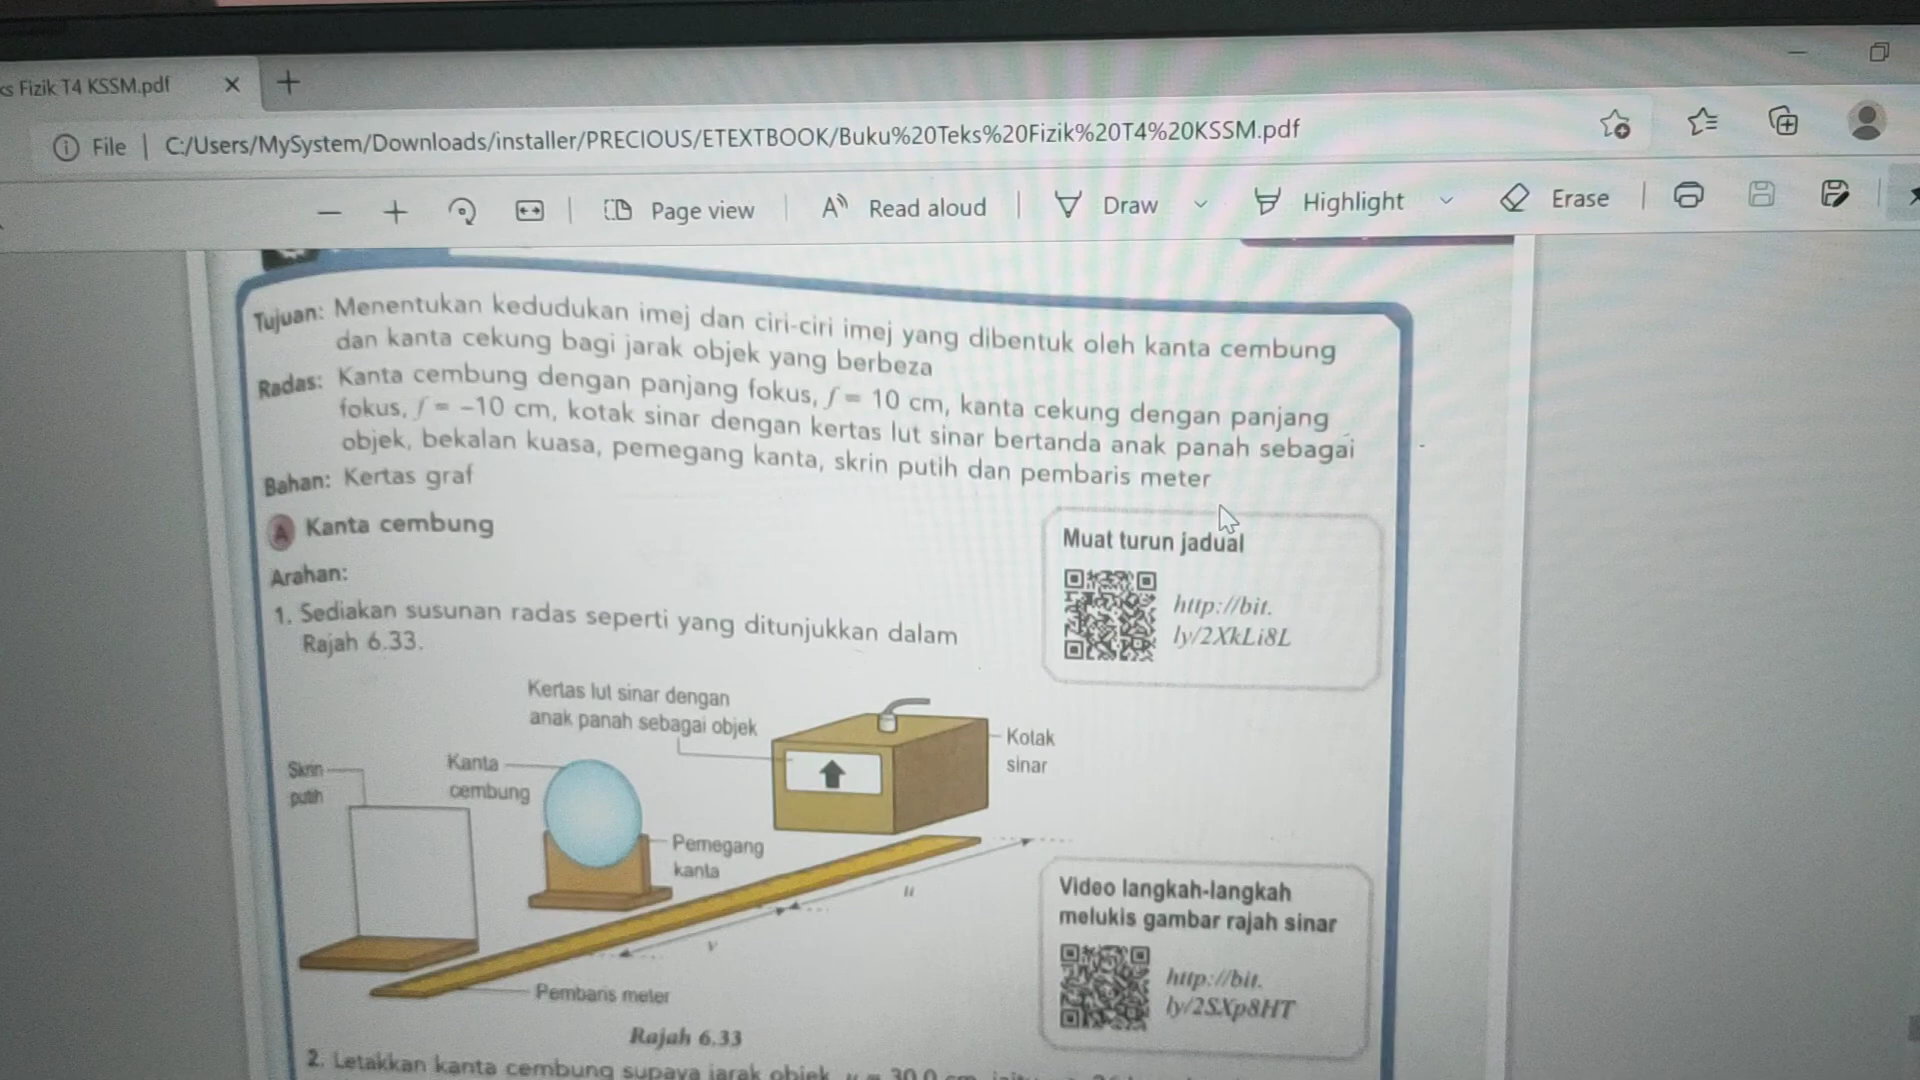 ks Fizik T4 KSSM.pdf
File | C:/Users/MySystem/Downloads/installer/PRECIOUS/ETEXTBOOK/Buku%20Teks%20Fizik%20T4%20KSSM.pdf
Page view
Read aloud
Draw
Highlight
Erase
Tujuan: Menentukan kedudukan imej dan ciri-ciri imej yang dibentuk oleh kanta cembung
dan kanta cekung bagi jarak objek yang berbeza
Radas: Kanta cembung dengan panjang fokus, f = 10 cm, kanta cekung dengan panjang
fokus, f = –10 cm, kotak sinar dengan kertas lut sinar bertanda anak panah sebagai
objek, bekalan kuasa, pemegang kanta, skrin putih dan pembaris meter
Bahan: Kertas graf
A Kanta cembung
Arahan:
1. Sediakan susunan radas seperti yang ditunjukkan dalam
Rajah 6.33.
Muat turun jadual
http://bit.
ly/2XkLi8L
Kertas lut sinar dengan
anak panah sebagai objek
Kotak
sinar
Skrin
putih
Kanta
cembung
Pemegang
kanta
u
v
Pembaris meter
Rajah 6.33
Video langkah-langkah
melukis gambar rajah sinar
http://bit.
ly/2SXp8HT
2. Letakkan kanta cembung supaya jarak objek, u = 30.0 cm